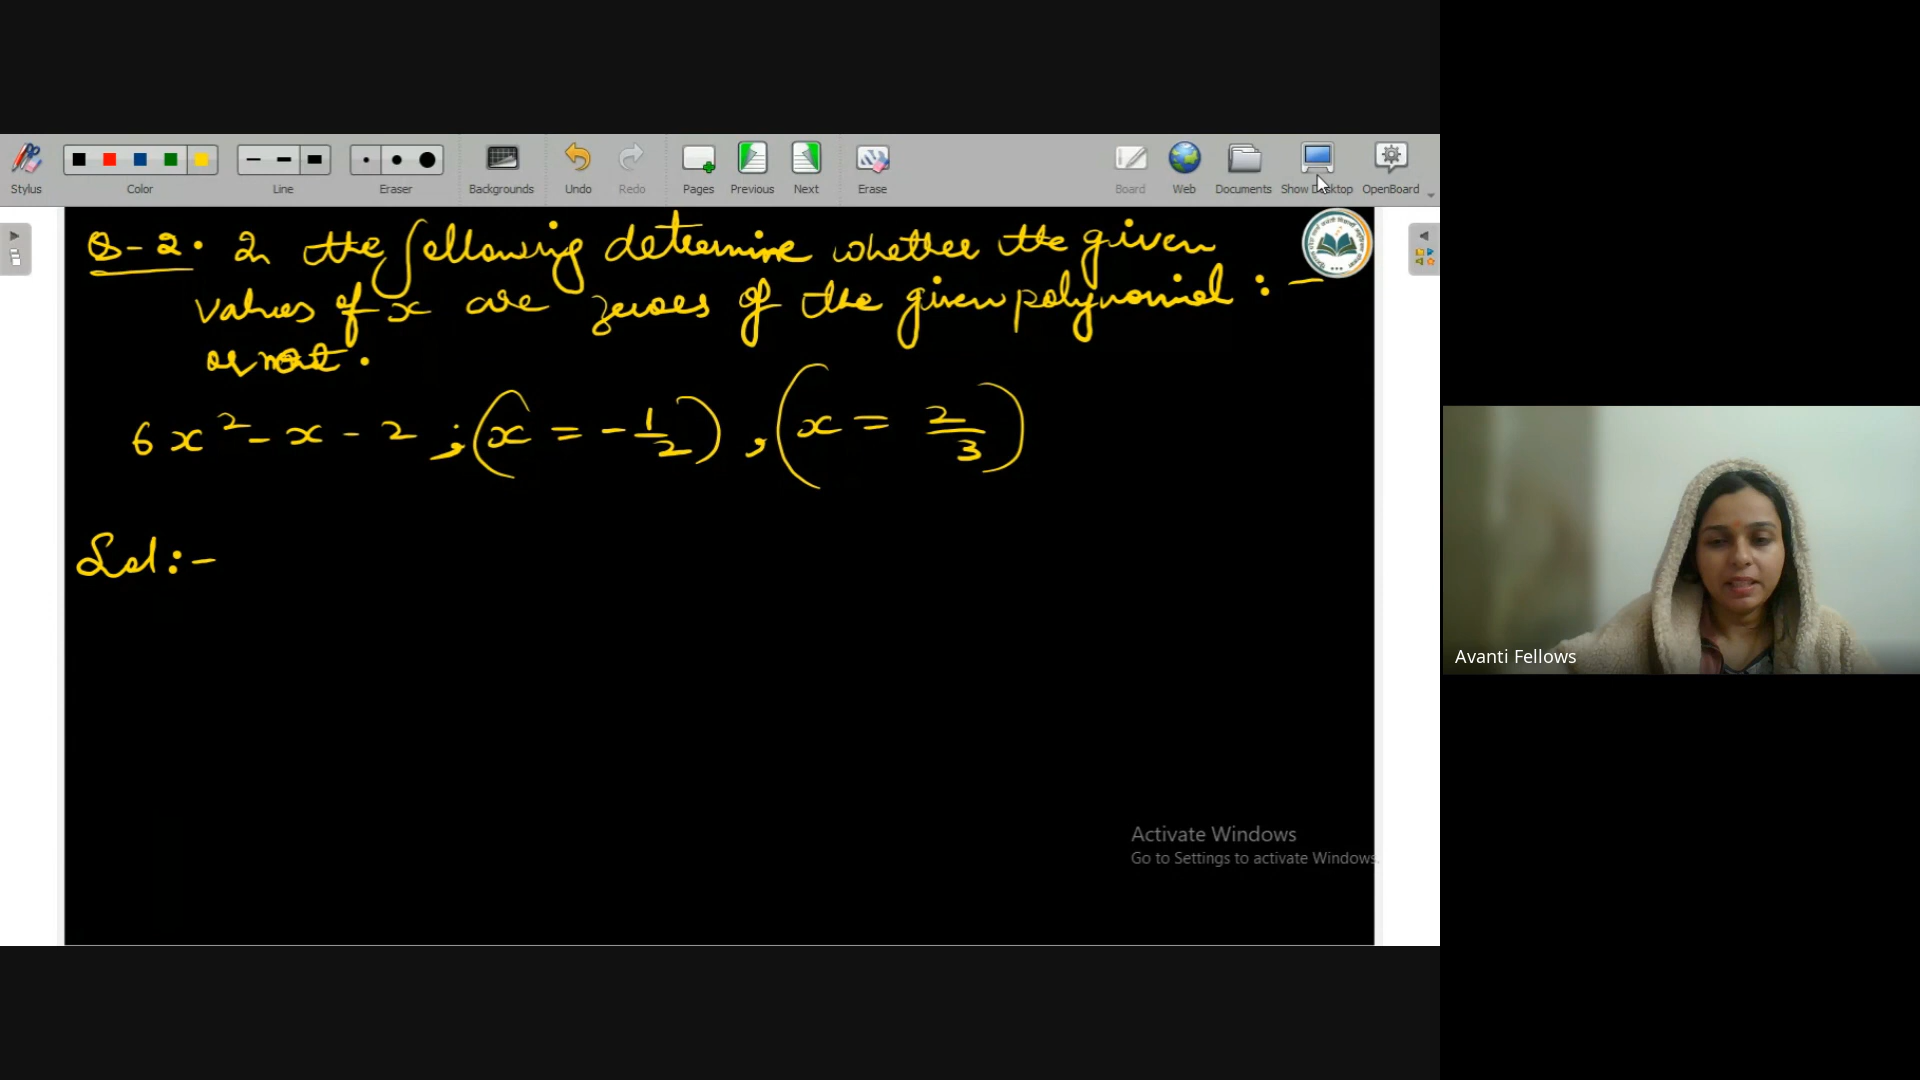 Stylus Color Line Eraser Backgrounds Undo Redo Pages Previous Next Erase Board Web Documents Show Desktop OpenBoard
Q-2. In the following determine whether the given
values of x are zeroes of the given polynomial :-
or not.
6x² - x - 2 ; (x = -1/2) , (x = 2/3)
Sol:-
Activate Windows
Go to Settings to activate Windows.
Avanti Fellows